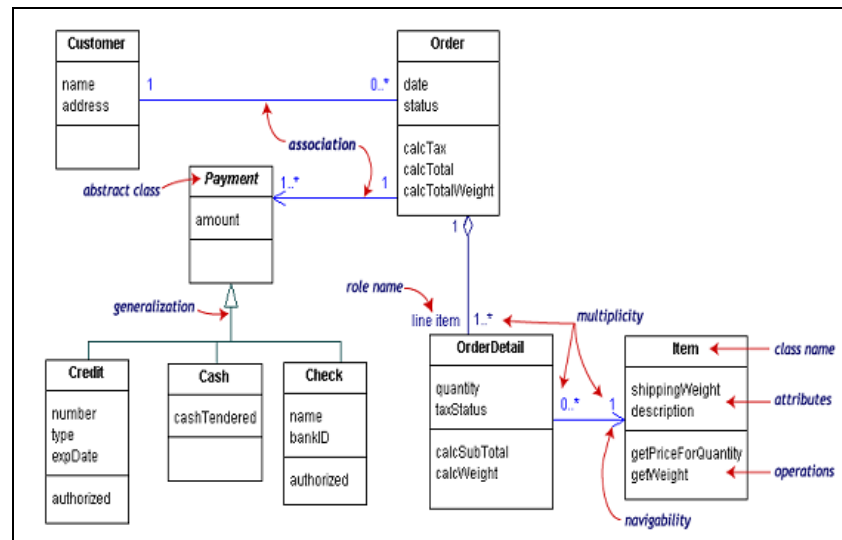 Customer
name
address
1
0..*
Order
date
status
calcTax
calcTotal
calcTotalWeight
association
abstract class
Payment
amount
1..*
1
generalization
1
role name
line item
1..*
multiplicity
Credit
number
type
expDate
authorized
Cash
cashTendered
Check
name
bankID
authorized
OrderDetail
quantity
taxStatus
calcSubTotal
calcWeight
0..*
1
Item
shippingWeight
description
getPriceForQuantity
getWeight
class name
attributes
operations
navigability